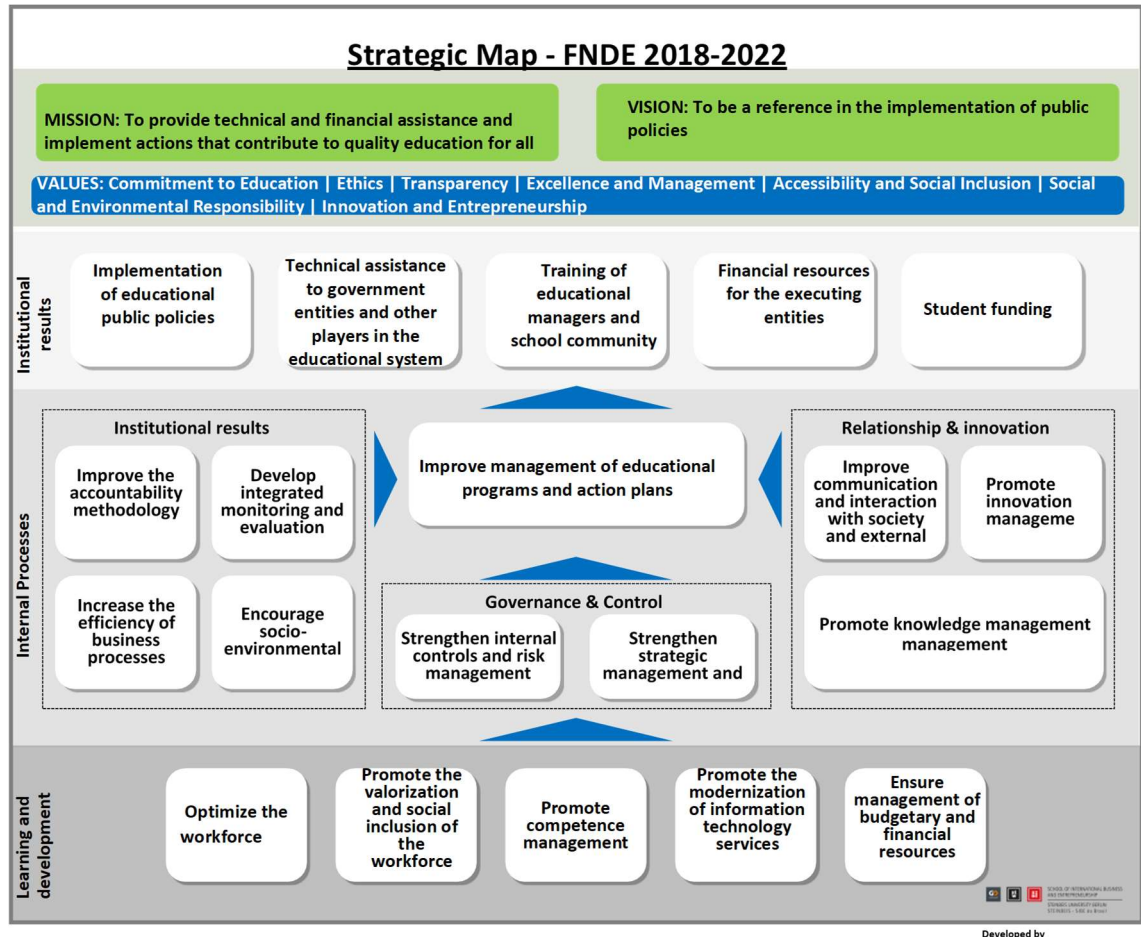 Strategic Map - FNDE 2018-2022
MISSION: To provide technical and financial assistance and
implement actions that contribute to quality education for all
VISION: To be a reference in the implementation of public
policies
VALUES: Commitment to Education | Ethics | Transparency | Excellence and Management | Accessibility and Social Inclusion | Social
and Environmental Responsibility | Innovation and Entrepreneurship
Institutional
results
Implementation
of educational
public policies
Technical assistance
to government
entities and other
players in the
educational system
Training of
educational
managers and
school community
Financial resources
for the executing
entities
Student funding
Internal Processes
Institutional results
Improve the
accountability
methodology
Develop
integrated
monitoring and
evaluation
Increase the
efficiency of
business
processes
Encourage
socio-
environmental
Improve management of educational
programs and action plans
Governance & Control
Strengthen internal
controls and risk
management
Strengthen
strategic
management and
Relationship & innovation
Improve
communication
and interaction
with society
and external
Promote
innovation
manageme
Promote knowledge management
management
Learning and
development
Optimize the
workforce
Promote the
valorization
and social
inclusion of
the
workforce
Promote
competence
management
Promote the
modernization
of information
technology
services
Ensure
management of
budgetary and
financial
resources
SCHOOL OF INTERNATIONAL BUSINESS
AND ENTREPRENEURSHIP
STEINBEIS UNIVERSITY BERLIN
Developed by